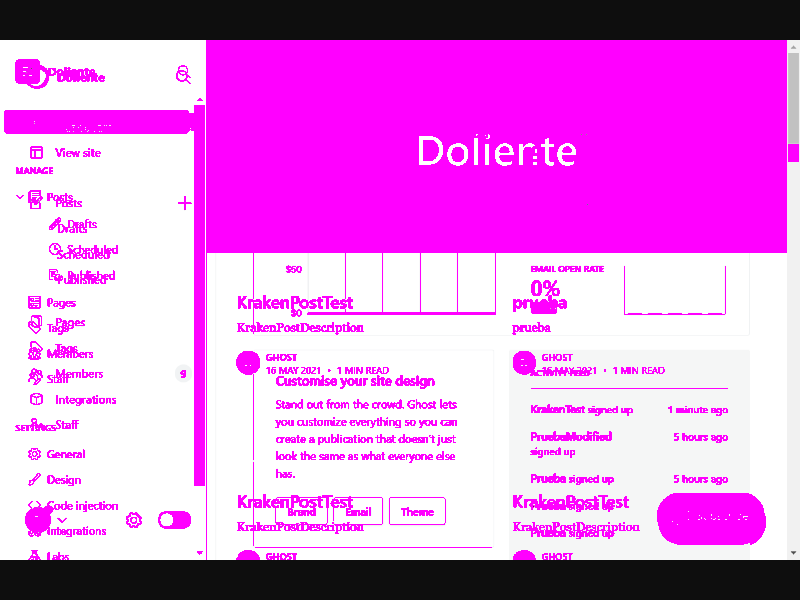 Doliente
Doliente
View site
MANAGE
Posts
Posts
Drafts
Drafts
Scheduled
Scheduled
Published
Published
Pages
Pages
Tags
Tags
Members
Members
9
Staff
Integrations
Staff
General
Design
Code injection
Integrations
Labs
Doliente
$50
$0
EMAIL OPEN RATE
0%
KrakenPostTest
KrakenPostDescription
prueba
prueba
GHOST
16 MAY 2021 • 1 MIN READ
GHOST
16 MAY 2021 • 1 MIN READ
Customise your site design
Stand out from the crowd. Ghost lets
you customize everything so you can
create a publication that doesn't just
look the same as what everyone else
has.
Brand
Email
Theme
KrakenTest signed up
1 minute ago
PruebaModified
signed up
5 hours ago
Prueba signed up
5 hours ago
Prueba signed up
Prueba signed up
KrakenPostTest
KrakenPostDescription
KrakenPostTest
KrakenPostDescription
GHOST
GHOST